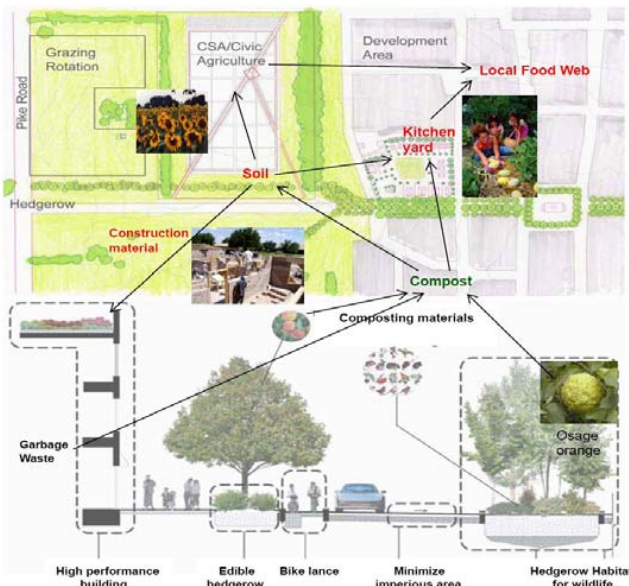 Grazing
Rotation
CSA/Civic
Agriculture
Development
Area
Local Food Web
Pike Road
Kitchen
yard
Soil
Hedgerow
Construction
material
Compost
Composting materials
Osage
orange
Garbage
Waste
High performance
building
Edible
hedgerow
Bike lance
Minimize
imperious area
Hedgerow Habitat
for wildlife